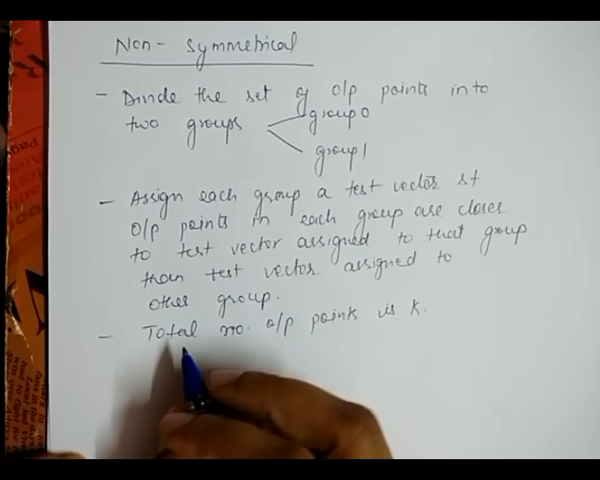 Non - Symmetrical
- Divide the set of o/p points into
two groups
group 0
group 1
- Assign each group a test vector st
o/p points in each group are closer
to test vector assigned to that group
than test vector assigned to
other group.
- Total no. o/p points is K.